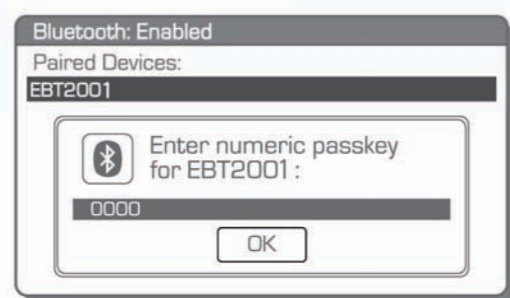 Bluetooth: Enabled
Paired Devices:
EBT2001
Enter numeric passkey
for EBT2001 :
0000
OK